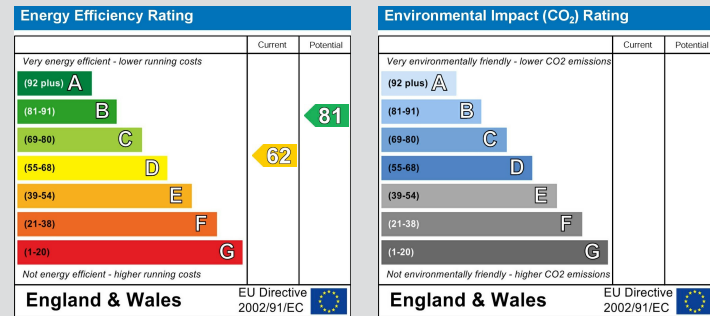 Energy Efficiency Rating
Current Potential
Very energy efficient - lower running costs
(92 plus) A
(81-91) B
81
(69-80) C
62
(55-68) D
(39-54) E
(21-38) F
(1-20) G
Not energy efficient - higher running costs
England & Wales
EU Directive
2002/91/EC
Environmental Impact (CO₂) Rating
Current Potential
Very environmentally friendly - lower CO2 emissions
(92 plus) A
(81-91) B
(69-80) C
(55-68) D
(39-54) E
(21-38) F
(1-20) G
Not environmentally friendly - higher CO2 emissions
England & Wales
EU Directive
2002/91/EC